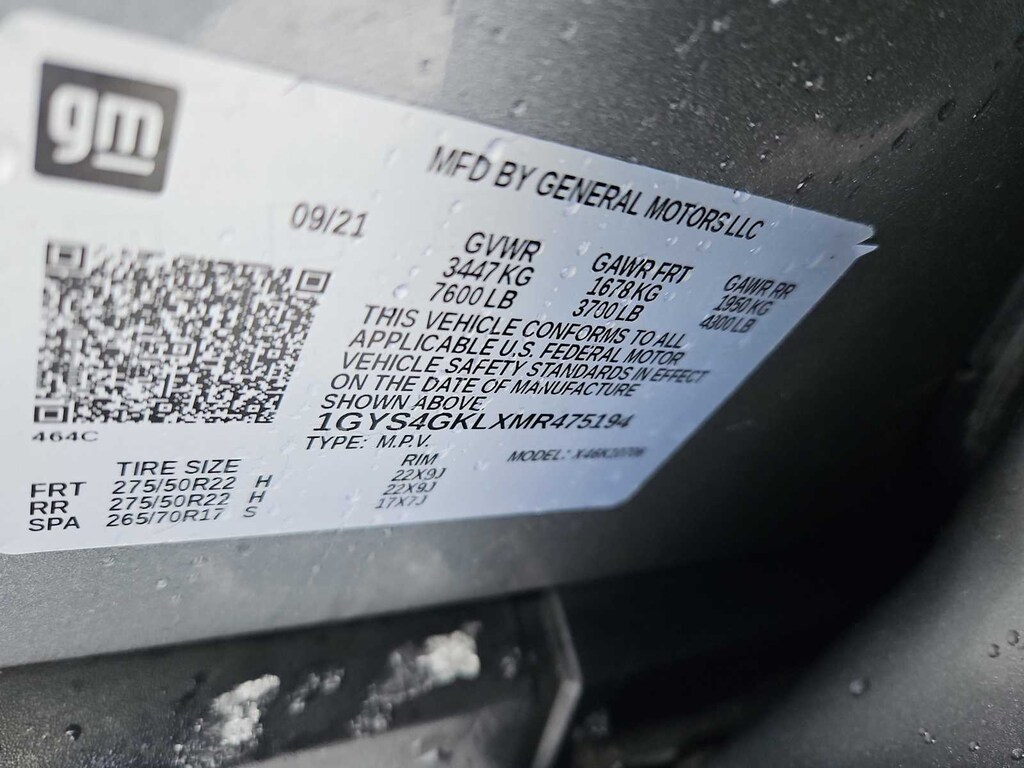 gm
MFD BY GENERAL MOTORS LLC
09/21
GVWR GAWR FRT GAWR RR
3447 KG 1678 KG 1950 KG
7600 LB 3700 LB 4300 LB
THIS VEHICLE CONFORMS TO ALL
APPLICABLE U.S. FEDERAL MOTOR
VEHICLE SAFETY STANDARDS IN EFFECT
ON THE DATE OF MANUFACTURE
SHOWN ABOVE.
1GYS4GKLXMR475194
464C
TYPE: M.P.V. MODEL:
TIRE SIZE RIM
FRT 275/50R22 H 22X9J
RR 275/50R22 H 22X9J
SPA 265/70R17 S 17X7J